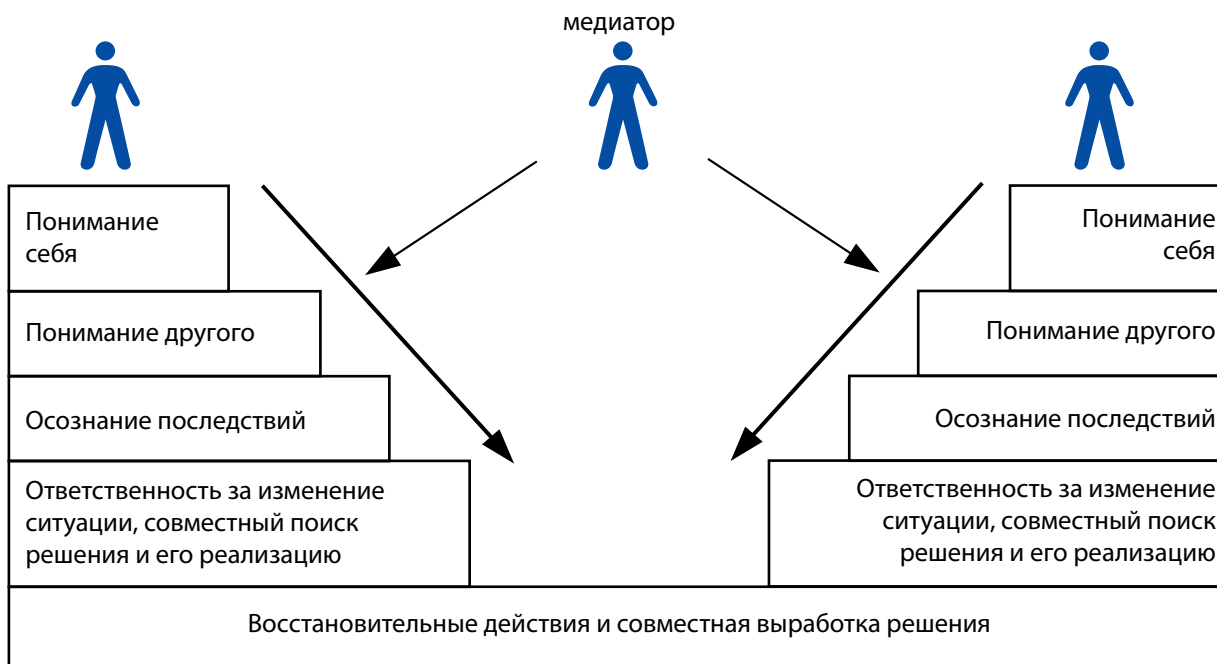 медиатор
Понимание
себя
Понимание
себя
Понимание другого
Понимание другого
Осознание последствий
Осознание последствий
Ответственность за изменение
ситуации, совместный поиск
решения и его реализацию
Ответственность за изменение
ситуации, совместный поиск
решения и его реализацию
Восстановительные действия и совместная выработка решения